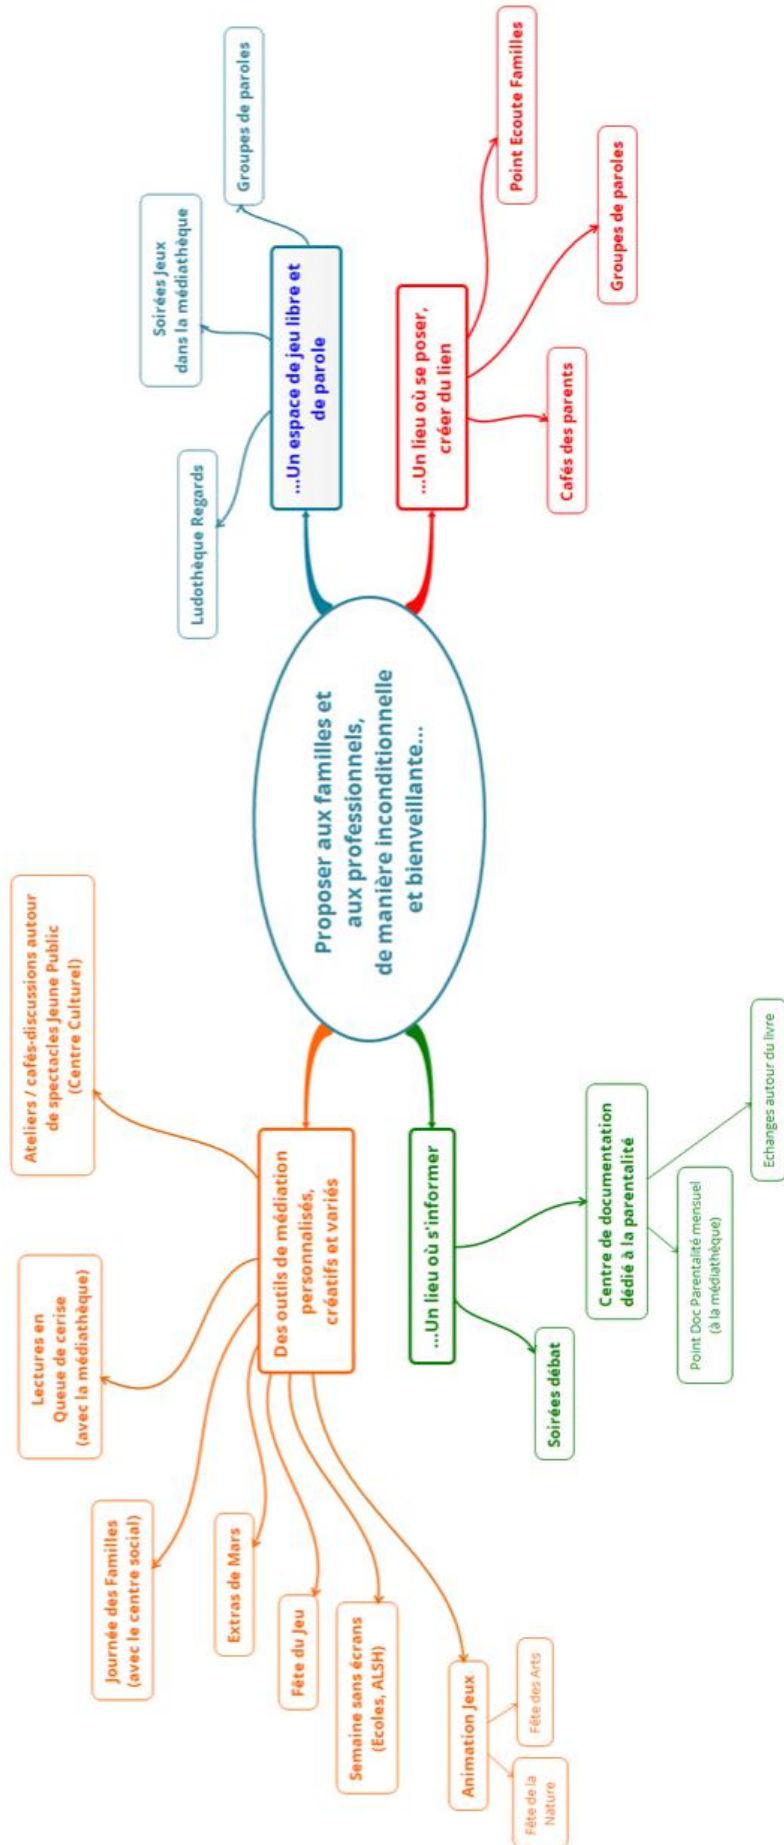 Proposer aux familles et
aux professionnels,
de manière inconditionnelle
et bienveillante...
Des outils de médiation
personnalisés,
créatifs et variés
Ateliers / cafés-discussions autour
de spectacles Jeune Public
(Centre Culturel)
Lectures en
Queue de cerise
(avec la médiathèque)
Journée des Familles
(avec le centre social)
Extras de Mars
Fête du Jeu
Semaine sans écrans
(Ecoles, ALSH)
Animation Jeux
Fête de la
Nature
Fête des Arts
...Un espace de jeu libre et
de parole
Ludothèque Regards
Soirées Jeux
dans la médiathèque
Groupes de paroles
...Un lieu où se poser,
créer du lien
Point Ecoute Familles
Groupes de paroles
Cafés des parents
...Un lieu où s'informer
Soirées débat
Centre de documentation
dédié à la parentalité
Point Doc Parentalité mensuel
(à la médiathèque)
Echanges autour du livre